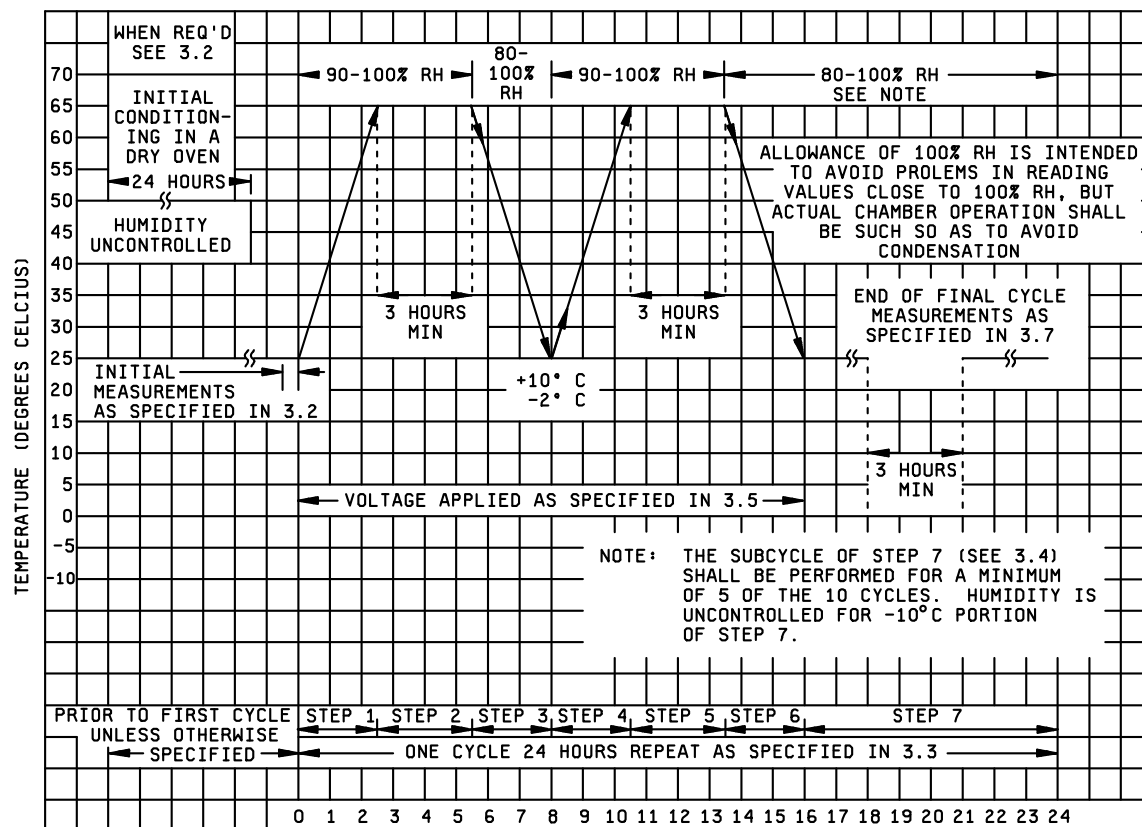 WHEN REQ'D
SEE 3.2
INITIAL
CONDITION-
ING IN A
DRY OVEN
24 HOURS
HUMIDITY
UNCONTROLLED
90-100% RH
80-
100%
RH
90-100% RH
80-100% RH
SEE NOTE
ALLOWANCE OF 100% RH IS INTENDED
TO AVOID PROLEMS IN READING
VALUES CLOSE TO 100% RH, BUT
ACTUAL CHAMBER OPERATION SHALL
BE SUCH SO AS TO AVOID
CONDENSATION
3 HOURS
MIN
3 HOURS
MIN
END OF FINAL CYCLE
MEASUREMENTS AS
SPECIFIED IN 3.7
INITIAL
MEASUREMENTS
AS SPECIFIED IN 3.2
+10° C
-2° C
3 HOURS
MIN
VOLTAGE APPLIED AS SPECIFIED IN 3.5
NOTE: THE SUBCYCLE OF STEP 7 (SEE 3.4)
SHALL BE PERFORMED FOR A MINIMUM
OF 5 OF THE 10 CYCLES. HUMIDITY IS
UNCONTROLLED FOR -10°C PORTION
OF STEP 7.
TEMPERATURE (DEGREES CELCIUS)
70
65
60
55
50
45
40
35
30
25
20
15
10
5
0
-5
-10
PRIOR TO FIRST CYCLE
UNLESS OTHERWISE
SPECIFIED
STEP 1 STEP 2 STEP 3 STEP 4 STEP 5 STEP 6 STEP 7
ONE CYCLE 24 HOURS REPEAT AS SPECIFIED IN 3.3
0 1 2 3 4 5 6 7 8 9 10 11 12 13 14 15 16 17 18 19 20 21 22 23 24